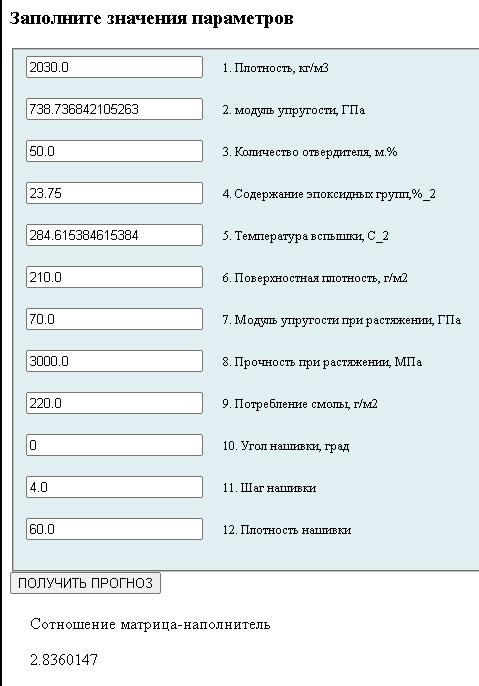 Заполните значения параметров
2030.0 1. Плотность, кг/м3
738.736842105263 2. модуль упругости, ГПа
50.0 3. Количество отвердителя, м.%
23.75 4. Содержание эпоксидных групп,%_2
284.615384615384 5. Температура вспышки, С_2
210.0 6. Поверхностная плотность, г/м2
70.0 7. Модуль упругости при растяжении, ГПа
3000.0 8. Прочность при растяжении, МПа
220.0 9. Потребление смолы, г/м2
0 10. Угол нашивки, град
4.0 11. Шаг нашивки
60.0 12. Плотность нашивки
ПОЛУЧИТЬ ПРОГНОЗ
Сотношение матрица-наполнитель
2.8360147